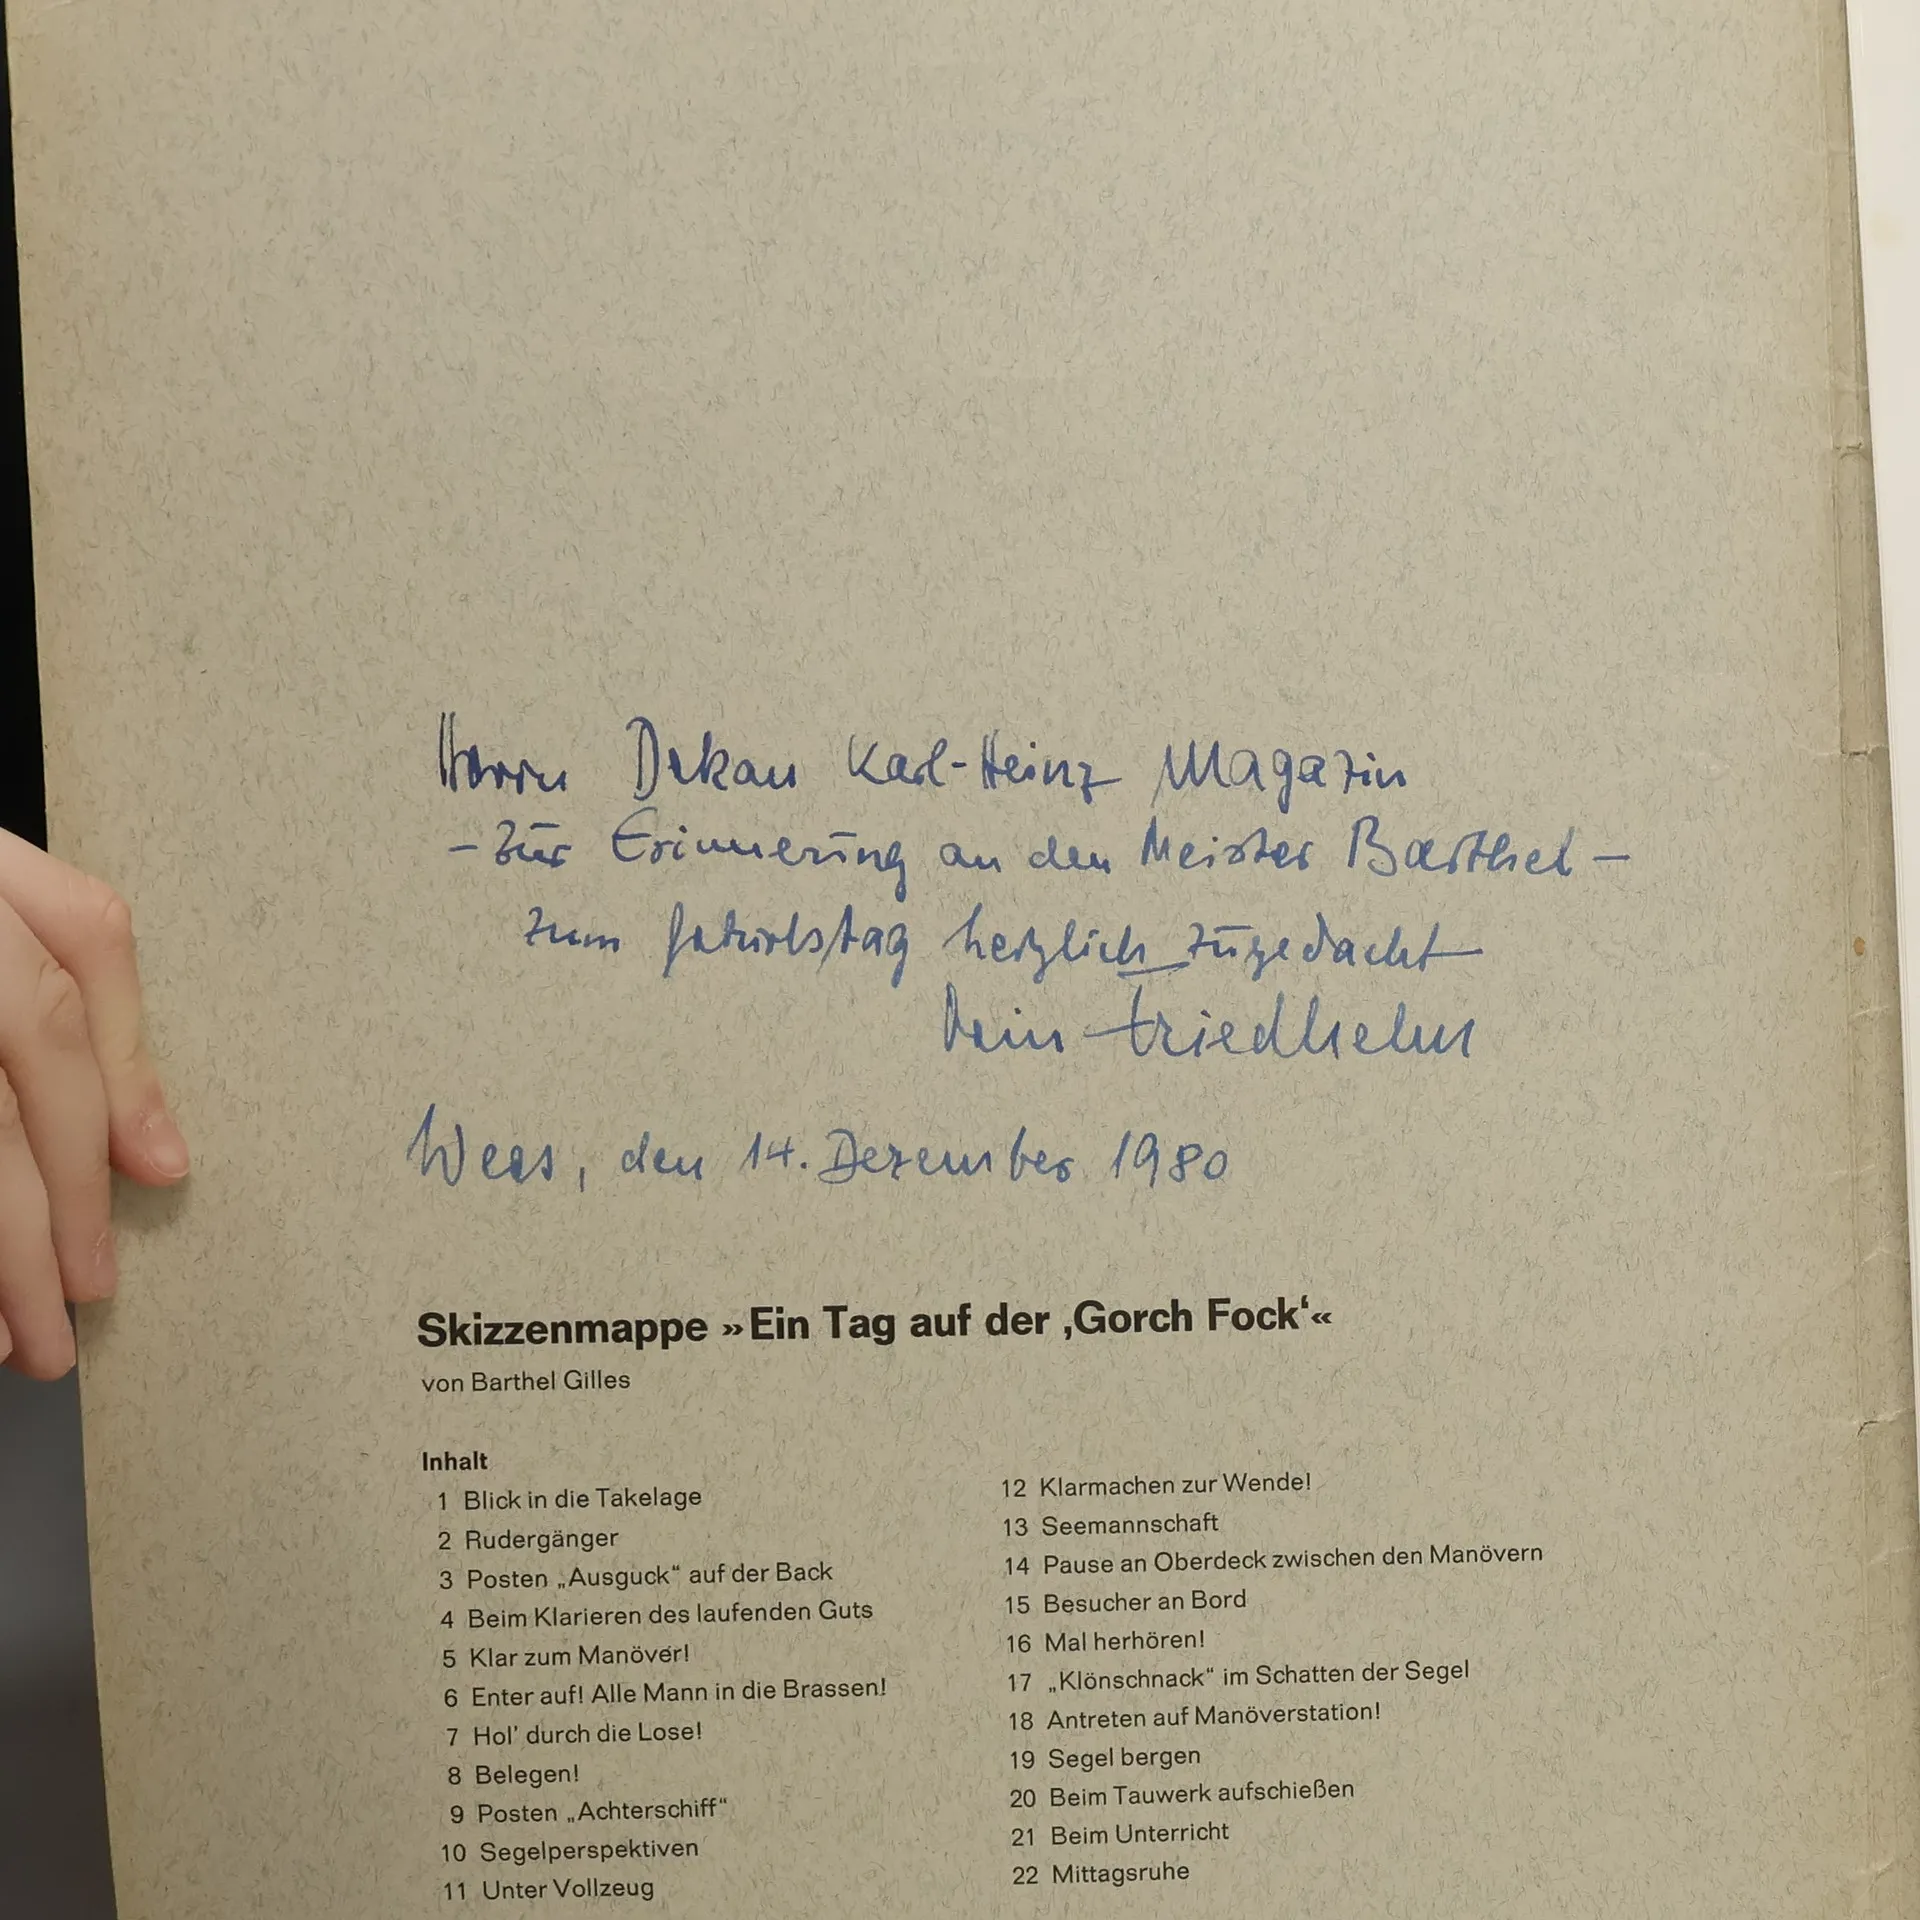 Herrn Dekan Karl-Heinz Magazin
– Zur Erinnerung an den Meister Barthel –
zum Geburtstag herzlich zugedacht
Dein Friedhelm
Wees, den 14. Dezember 1980
Skizzenmappe »Ein Tag auf der ‚Gorch Fock‘«
von Barthel Gilles
Inhalt
1 Blick in die Takelage
2 Rudergänger
3 Posten „Ausguck“ auf der Back
4 Beim Klarieren des laufenden Guts
5 Klar zum Manöver!
6 Enter auf! Alle Mann in die Brassen!
7 Hol’ durch die Lose!
8 Belegen!
9 Posten „Achterschiff“
10 Segelperspektiven
11 Unter Vollzeug
12 Klarmachen zur Wende!
13 Seemannschaft
14 Pause an Oberdeck zwischen den Manövern
15 Besucher an Bord
16 Mal herhören!
17 „Klönschnack“ im Schatten der Segel
18 Antreten auf Manöverstation!
19 Segel bergen
20 Beim Tauwerk aufschießen
21 Beim Unterricht
22 Mittagsruhe